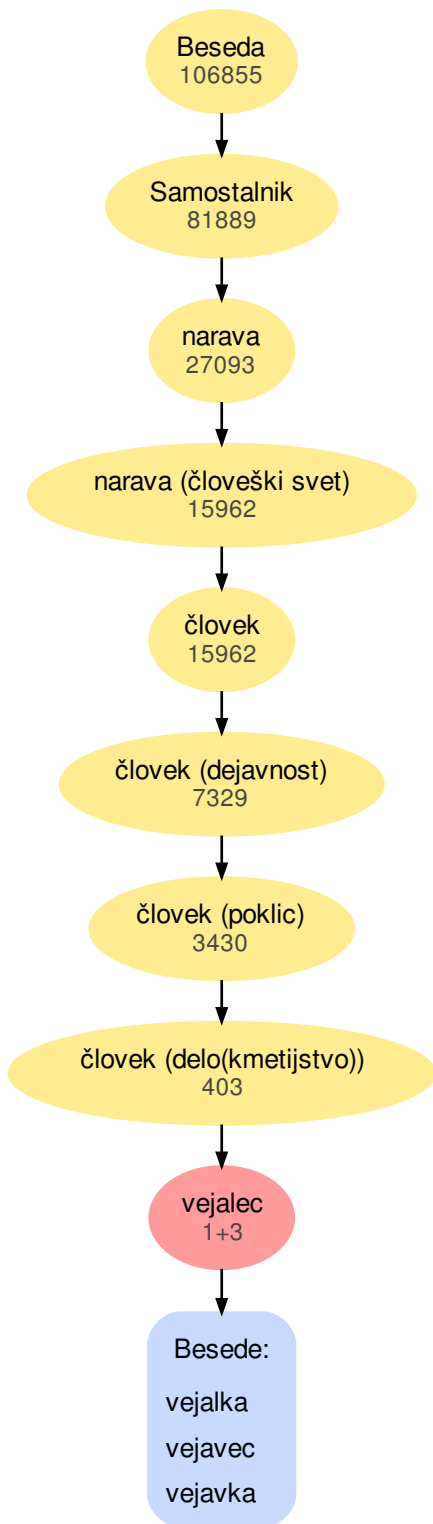 Beseda
106855
Samostalnik
81889
narava
27093
narava (človeški svet)
15962
človek
15962
človek (dejavnost)
7329
človek (poklic)
3430
človek (delo(kmetijstvo))
403
vejalec
1+3
Besede:
vejalka
vejavec
vejavka